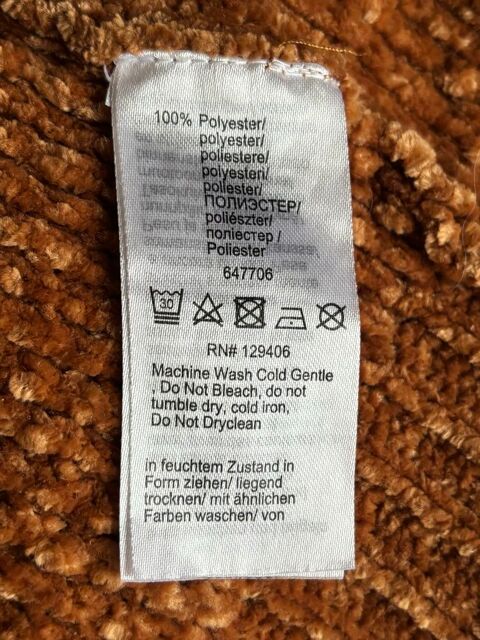 100% Polyester/
polyester/
poliestere/
polyesteri/
poliester/
ПОЛИЭСТЕР/
poliészter/
поліестер /
Poliester
647706
30
RN# 129406
Machine Wash Cold Gentle
, Do Not Bleach, do not
tumble dry, cold iron,
Do Not Dryclean
in feuchtem Zustand in
Form ziehen/ liegend
trocknen/ mit ähnlichen
Farben waschen/ von